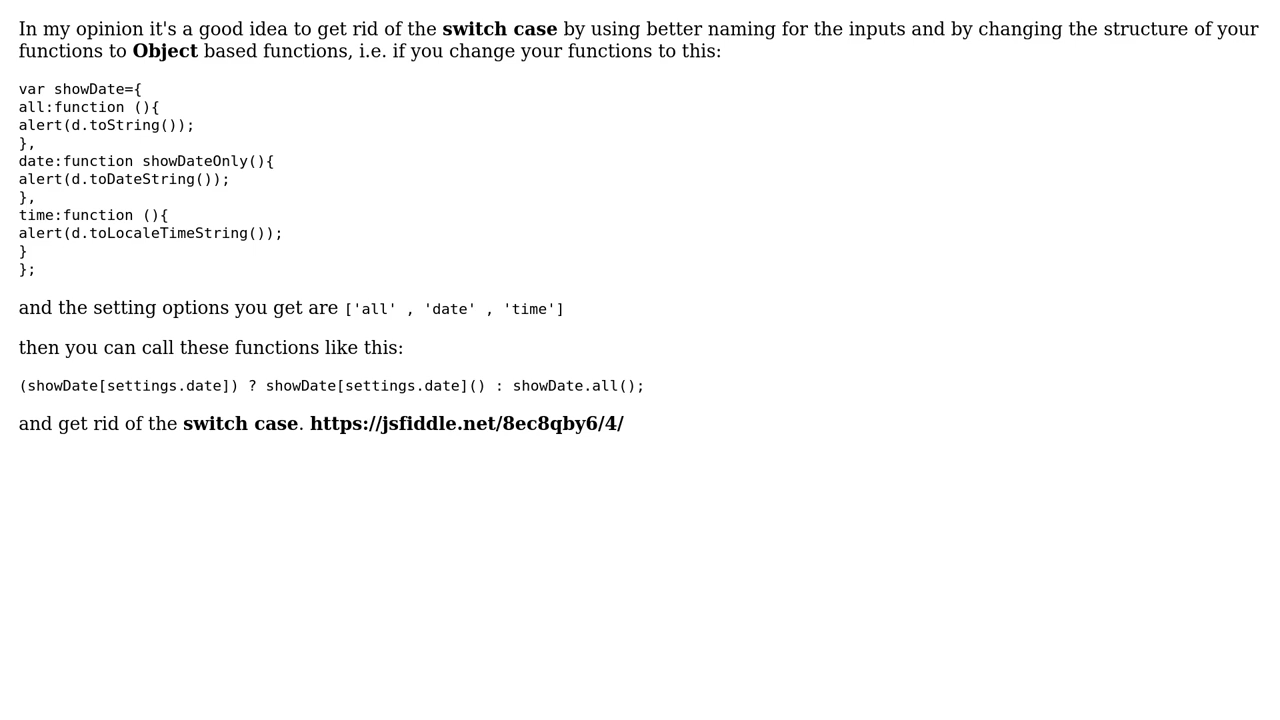 In my opinion it's a good idea to get rid of the switch case by using better naming for the inputs and by changing the structure of your
functions to Object based functions, i.e. if you change your functions to this:
var showDate={
all:function (){
alert(d.toString());
},
date:function showDateOnly(){
alert(d.toDateString());
},
time:function (){
alert(d.toLocaleTimeString());
}
};
and the setting options you get are ['all' , 'date' , 'time']
then you can call these functions like this:
(showDate[settings.date]) ? showDate[settings.date]() : showDate.all();
and get rid of the switch case. https://jsfiddle.net/8ec8qby6/4/